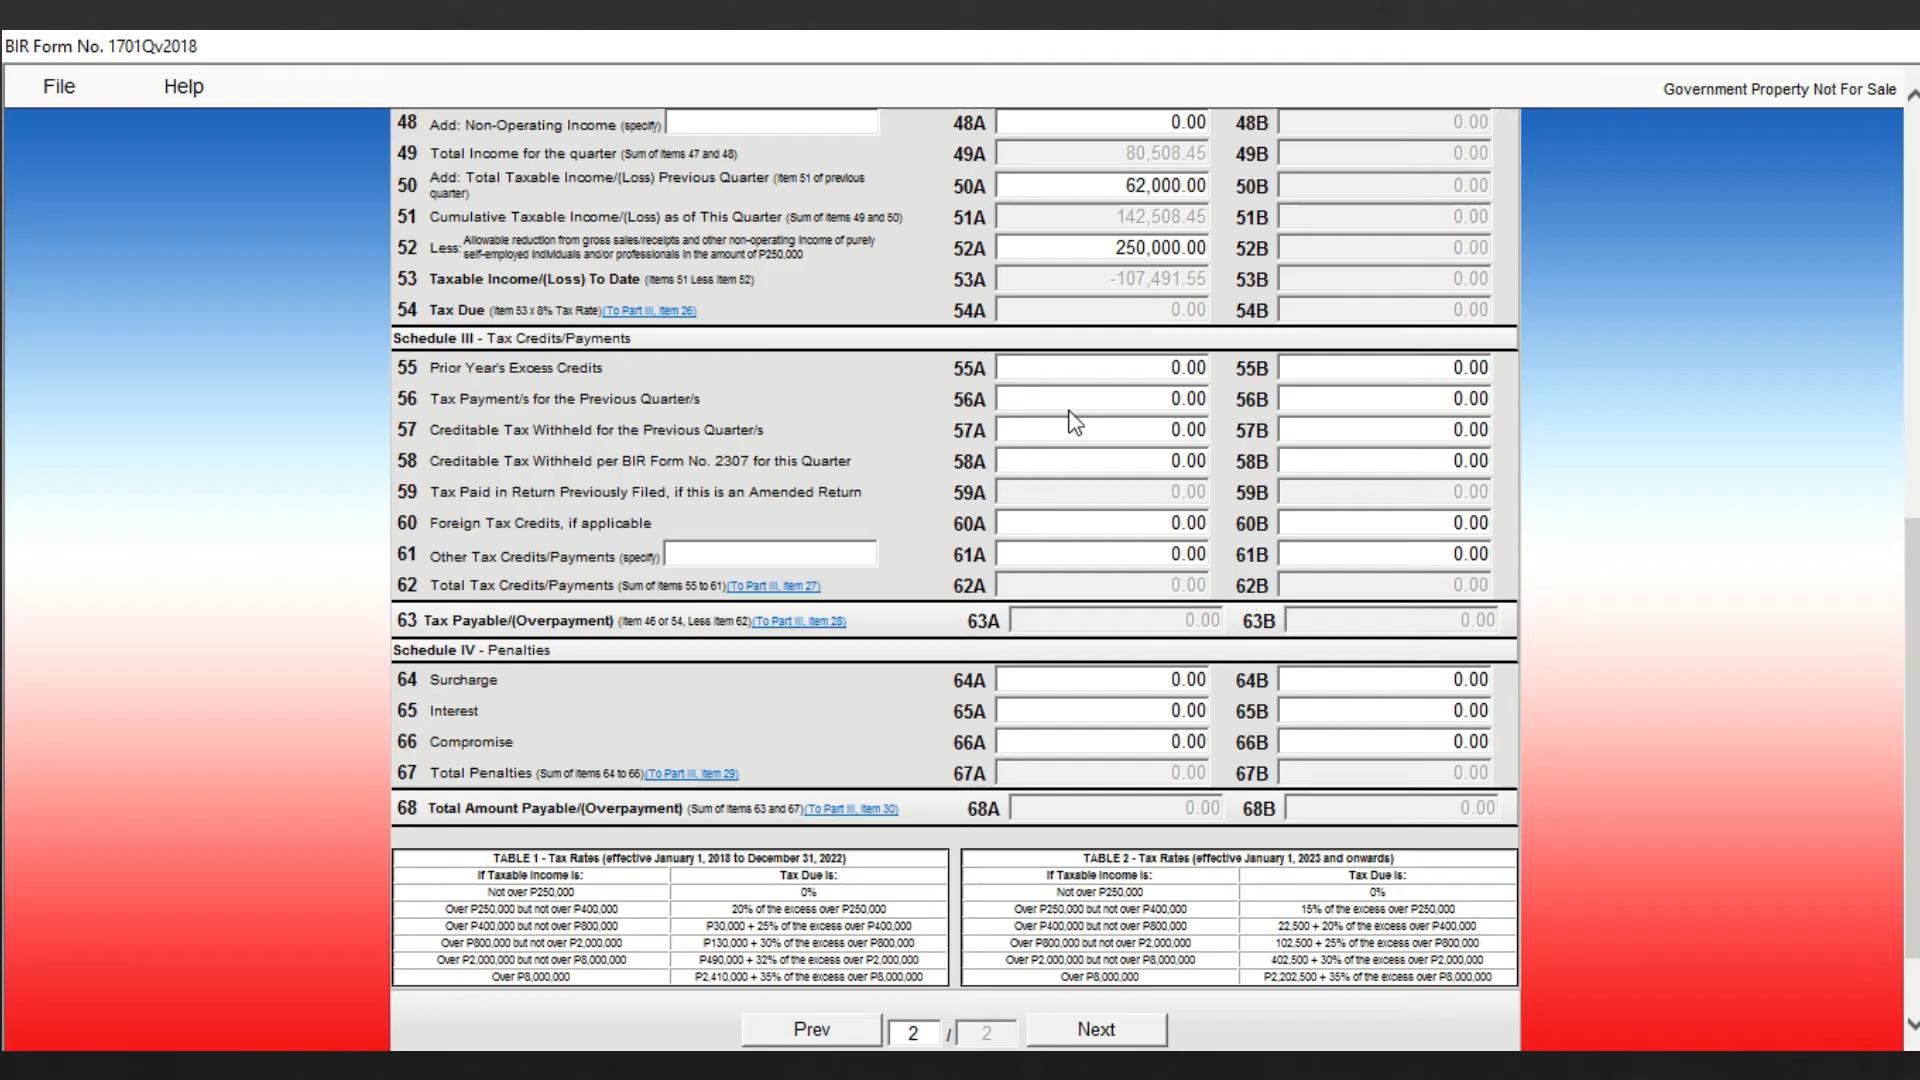 BIR Form No. 1701Qv2018
File Help Government Property Not For Sale
48 Add: Non-Operating Income (specify) 48A 0.00 48B 0.00
49 Total Income for the quarter (Sum of Items 47 and 48) 49A 80,508.45 49B 0.00
50 Add: Total Taxable Income/(Loss) Previous Quarter (Item 51 of previous quarter) 50A 62,000.00 50B 0.00
51 Cumulative Taxable Income/(Loss) as of This Quarter (Sum of Items 49 and 50) 51A 142,508.45 51B 0.00
52 Less: Allowable reduction from gross sales/receipts and other non-operating income of purely self-employed individuals and/or professionals in the amount of P250,000 52A 250,000.00 52B 0.00
53 Taxable Income/(Loss) To Date (Items 51 Less Item 52) 53A -107,491.55 53B 0.00
54 Tax Due (Item 53 x 8% Tax Rate)(To Part III, Item 26) 54A 0.00 54B 0.00
Schedule III - Tax Credits/Payments
55 Prior Year's Excess Credits 55A 0.00 55B 0.00
56 Tax Payment/s for the Previous Quarter/s 56A 0.00 56B 0.00
57 Creditable Tax Withheld for the Previous Quarter/s 57A 0.00 57B 0.00
58 Creditable Tax Withheld per BIR Form No. 2307 for this Quarter 58A 0.00 58B 0.00
59 Tax Paid in Return Previously Filed, if this is an Amended Return 59A 0.00 59B 0.00
60 Foreign Tax Credits, if applicable 60A 0.00 60B 0.00
61 Other Tax Credits/Payments (specify) 61A 0.00 61B 0.00
62 Total Tax Credits/Payments (Sum of Items 55 to 61)(To Part III, Item 27) 62A 0.00 62B 0.00
63 Tax Payable/(Overpayment) (Item 46 or 54, Less Item 62)(To Part III, Item 28) 63A 0.00 63B 0.00
Schedule IV - Penalties
64 Surcharge 64A 0.00 64B 0.00
65 Interest 65A 0.00 65B 0.00
66 Compromise 66A 0.00 66B 0.00
67 Total Penalties (Sum of Items 64 to 66)(To Part III, Item 29) 67A 0.00 67B 0.00
68 Total Amount Payable/(Overpayment) (Sum of Items 63 and 67)(To Part III, Item 30) 68A 0.00 68B 0.00
TABLE 1 - Tax Rates (effective January 1, 2018 to December 31, 2022)
If Taxable Income is: Tax Due is:
Not over P250,000 0%
Over P250,000 but not over P400,000 20% of the excess over P250,000
Over P400,000 but not over P800,000 P30,000 + 25% of the excess over P400,000
Over P800,000 but not over P2,000,000 P130,000 + 30% of the excess over P800,000
Over P2,000,000 but not over P8,000,000 P490,000 + 32% of the excess over P2,000,000
Over P8,000,000 P2,410,000 + 35% of the excess over P8,000,000
TABLE 2 - Tax Rates (effective January 1, 2023 and onwards)
If Taxable Income is: Tax Due is:
Not over P250,000 0%
Over P250,000 but not over P400,000 15% of the excess over P250,000
Over P400,000 but not over P800,000 22,500 + 20% of the excess over P400,000
Over P800,000 but not over P2,000,000 102,500 + 25% of the excess over P800,000
Over P2,000,000 but not over P8,000,000 402,500 + 30% of the excess over P2,000,000
Over P8,000,000 P2,202,500 + 35% of the excess over P8,000,000
Prev 2 / 2 Next